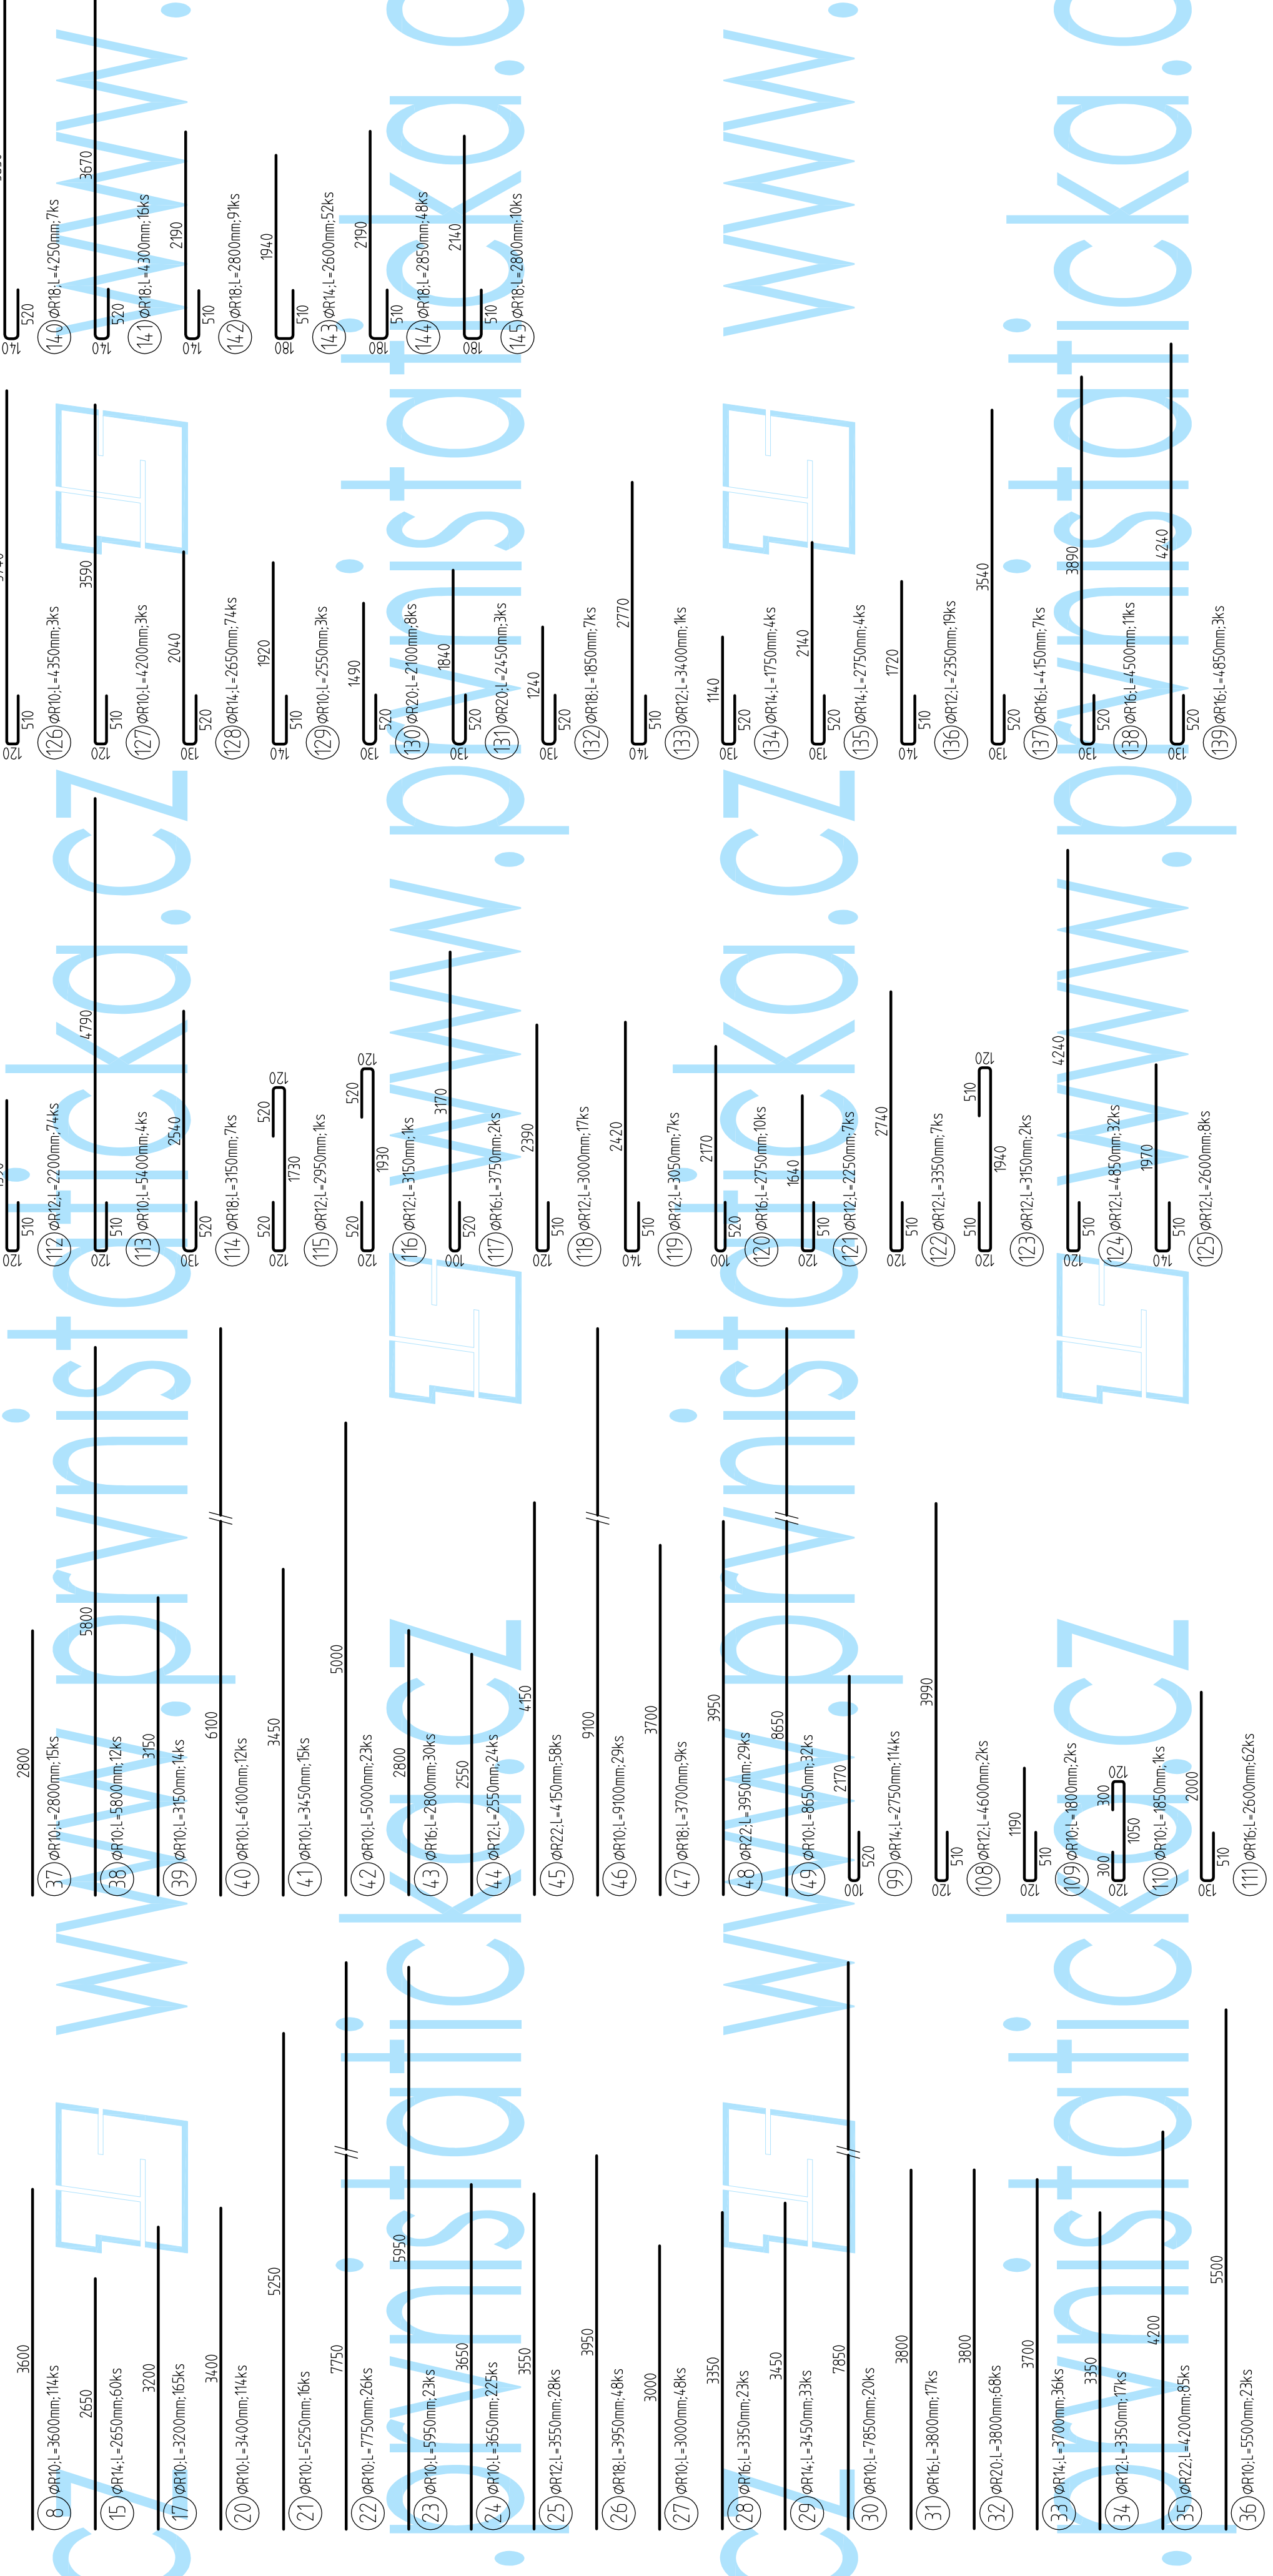 3600
8 ØR10;L=3600mm;114ks
2650
15 ØR14;L=2650mm;60ks
3200
17 ØR10;L=3200mm;165ks
3400
20 ØR10;L=3400mm;114ks
5250
21 ØR10;L=5250mm;16ks
7750
22 ØR10;L=7750mm;26ks
5950
23 ØR10;L=5950mm;23ks
3650
24 ØR10;L=3650mm;225ks
3550
25 ØR12;L=3550mm;28ks
3950
26 ØR18;L=3950mm;48ks
3000
27 ØR10;L=3000mm;48ks
3350
28 ØR16;L=3350mm;23ks
3450
29 ØR14;L=3450mm;33ks
7850
30 ØR10;L=7850mm;20ks
3800
31 ØR16;L=3800mm;17ks
3800
32 ØR20;L=3800mm;68ks
3700
33 ØR14;L=3700mm;36ks
3350
34 ØR12;L=3350mm;17ks
4200
35 ØR22;L=4200mm;85ks
5500
36 ØR10;L=5500mm;23ks
2800
37 ØR10;L=2800mm;15ks
5800
38 ØR10;L=5800mm;12ks
3150
39 ØR10;L=3150mm;14ks
6100
40 ØR10;L=6100mm;12ks
3450
41 ØR10;L=3450mm;15ks
5000
42 ØR10;L=5000mm;23ks
2800
43 ØR16;L=2800mm;30ks
2550
44 ØR12;L=2550mm;24ks
4150
45 ØR22;L=4150mm;58ks
9100
46 ØR10;L=9100mm;29ks
3700
47 ØR18;L=3700mm;9ks
3950
48 ØR22;L=3950mm;29ks
8650
49 ØR10;L=8650mm;32ks
2170
100 520
99 ØR14;L=2750mm;114ks
3990
120 510
108 ØR12;L=4600mm;2ks
1190
120 510
109 ØR10;L=1800mm;2ks
300 300
120 1050 120
110 ØR10;L=1850mm;1ks
2000
130 510
111 ØR16;L=2600mm;62ks
120 510
112 ØR12;L=2200mm;74ks
4790
120 510
113 ØR10;L=5400mm;4ks
2540
130 520
114 ØR18;L=3150mm;7ks
520 520
120 1730 120
115 ØR12;L=2950mm;1ks
520 520
120 1930 120
116 ØR12;L=3150mm;1ks
3170
100 520
117 ØR16;L=3750mm;2ks
2390
120 510
118 ØR12;L=3000mm;17ks
2420
140 510
119 ØR12;L=3050mm;7ks
2170
100 520
120 ØR16;L=2750mm;10ks
1640
120 510
121 ØR12;L=2250mm;7ks
2740
120 510
122 ØR12;L=3350mm;7ks
510 510
120 1940 120
123 ØR12;L=3150mm;2ks
4240
120 510
124 ØR12;L=4850mm;32ks
1970
140 510
125 ØR12;L=2600mm;8ks
120 510
126 ØR10;L=4350mm;3ks
3590
120 510
127 ØR10;L=4200mm;3ks
2040
130 520
128 ØR14;L=2650mm;74ks
1920
140 510
129 ØR10;L=2550mm;3ks
1490
130 520
130 ØR20;L=2100mm;8ks
1840
130 520
131 ØR20;L=2450mm;3ks
1240
130 520
132 ØR18;L=1850mm;7ks
2770
140 510
133 ØR12;L=3400mm;1ks
1140
130 520
134 ØR14;L=1750mm;4ks
2140
130 520
135 ØR14;L=2750mm;4ks
1720
140 510
136 ØR12;L=2350mm;19ks
3540
130 520
137 ØR16;L=4150mm;7ks
3890
130 520
138 ØR16;L=4500mm;11ks
4240
130 520
139 ØR16;L=4850mm;3ks
140 520
140 ØR18;L=4250mm;7ks
3670
140 520
141 ØR18;L=4300mm;16ks
2190
140 510
142 ØR18;L=2800mm;91ks
1940
180 510
143 ØR14;L=2600mm;52ks
2190
180 510
144 ØR18;L=2850mm;48ks
2140
180 510
145 ØR18;L=2800mm;10ks
cz www.prvnistaticka.cz www.
.prvnistaticka.cz www.prvnistaticka.c
cz www.prvnistaticka.cz www.
.prvnistaticka.cz www.prvnistaticka.c